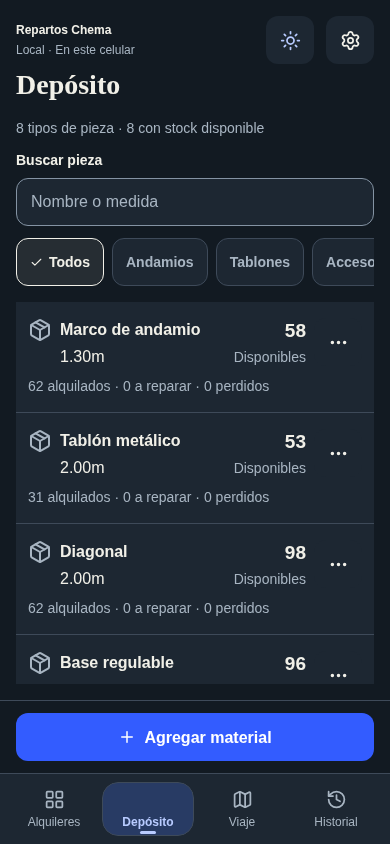 Repartos Chema
Local · En este celular
Depósito
8 tipos de pieza · 8 con stock disponible
Buscar pieza
Nombre o medida
Todos
Andamios
Tablones
Acceso
Marco de andamio
58
1.30m
Disponibles
62 alquilados · 0 a reparar · 0 perdidos
Tablón metálico
53
2.00m
Disponibles
31 alquilados · 0 a reparar · 0 perdidos
Diagonal
98
2.00m
Disponibles
62 alquilados · 0 a reparar · 0 perdidos
Base regulable
96
Agregar material
Alquileres
Depósito
Viaje
Historial